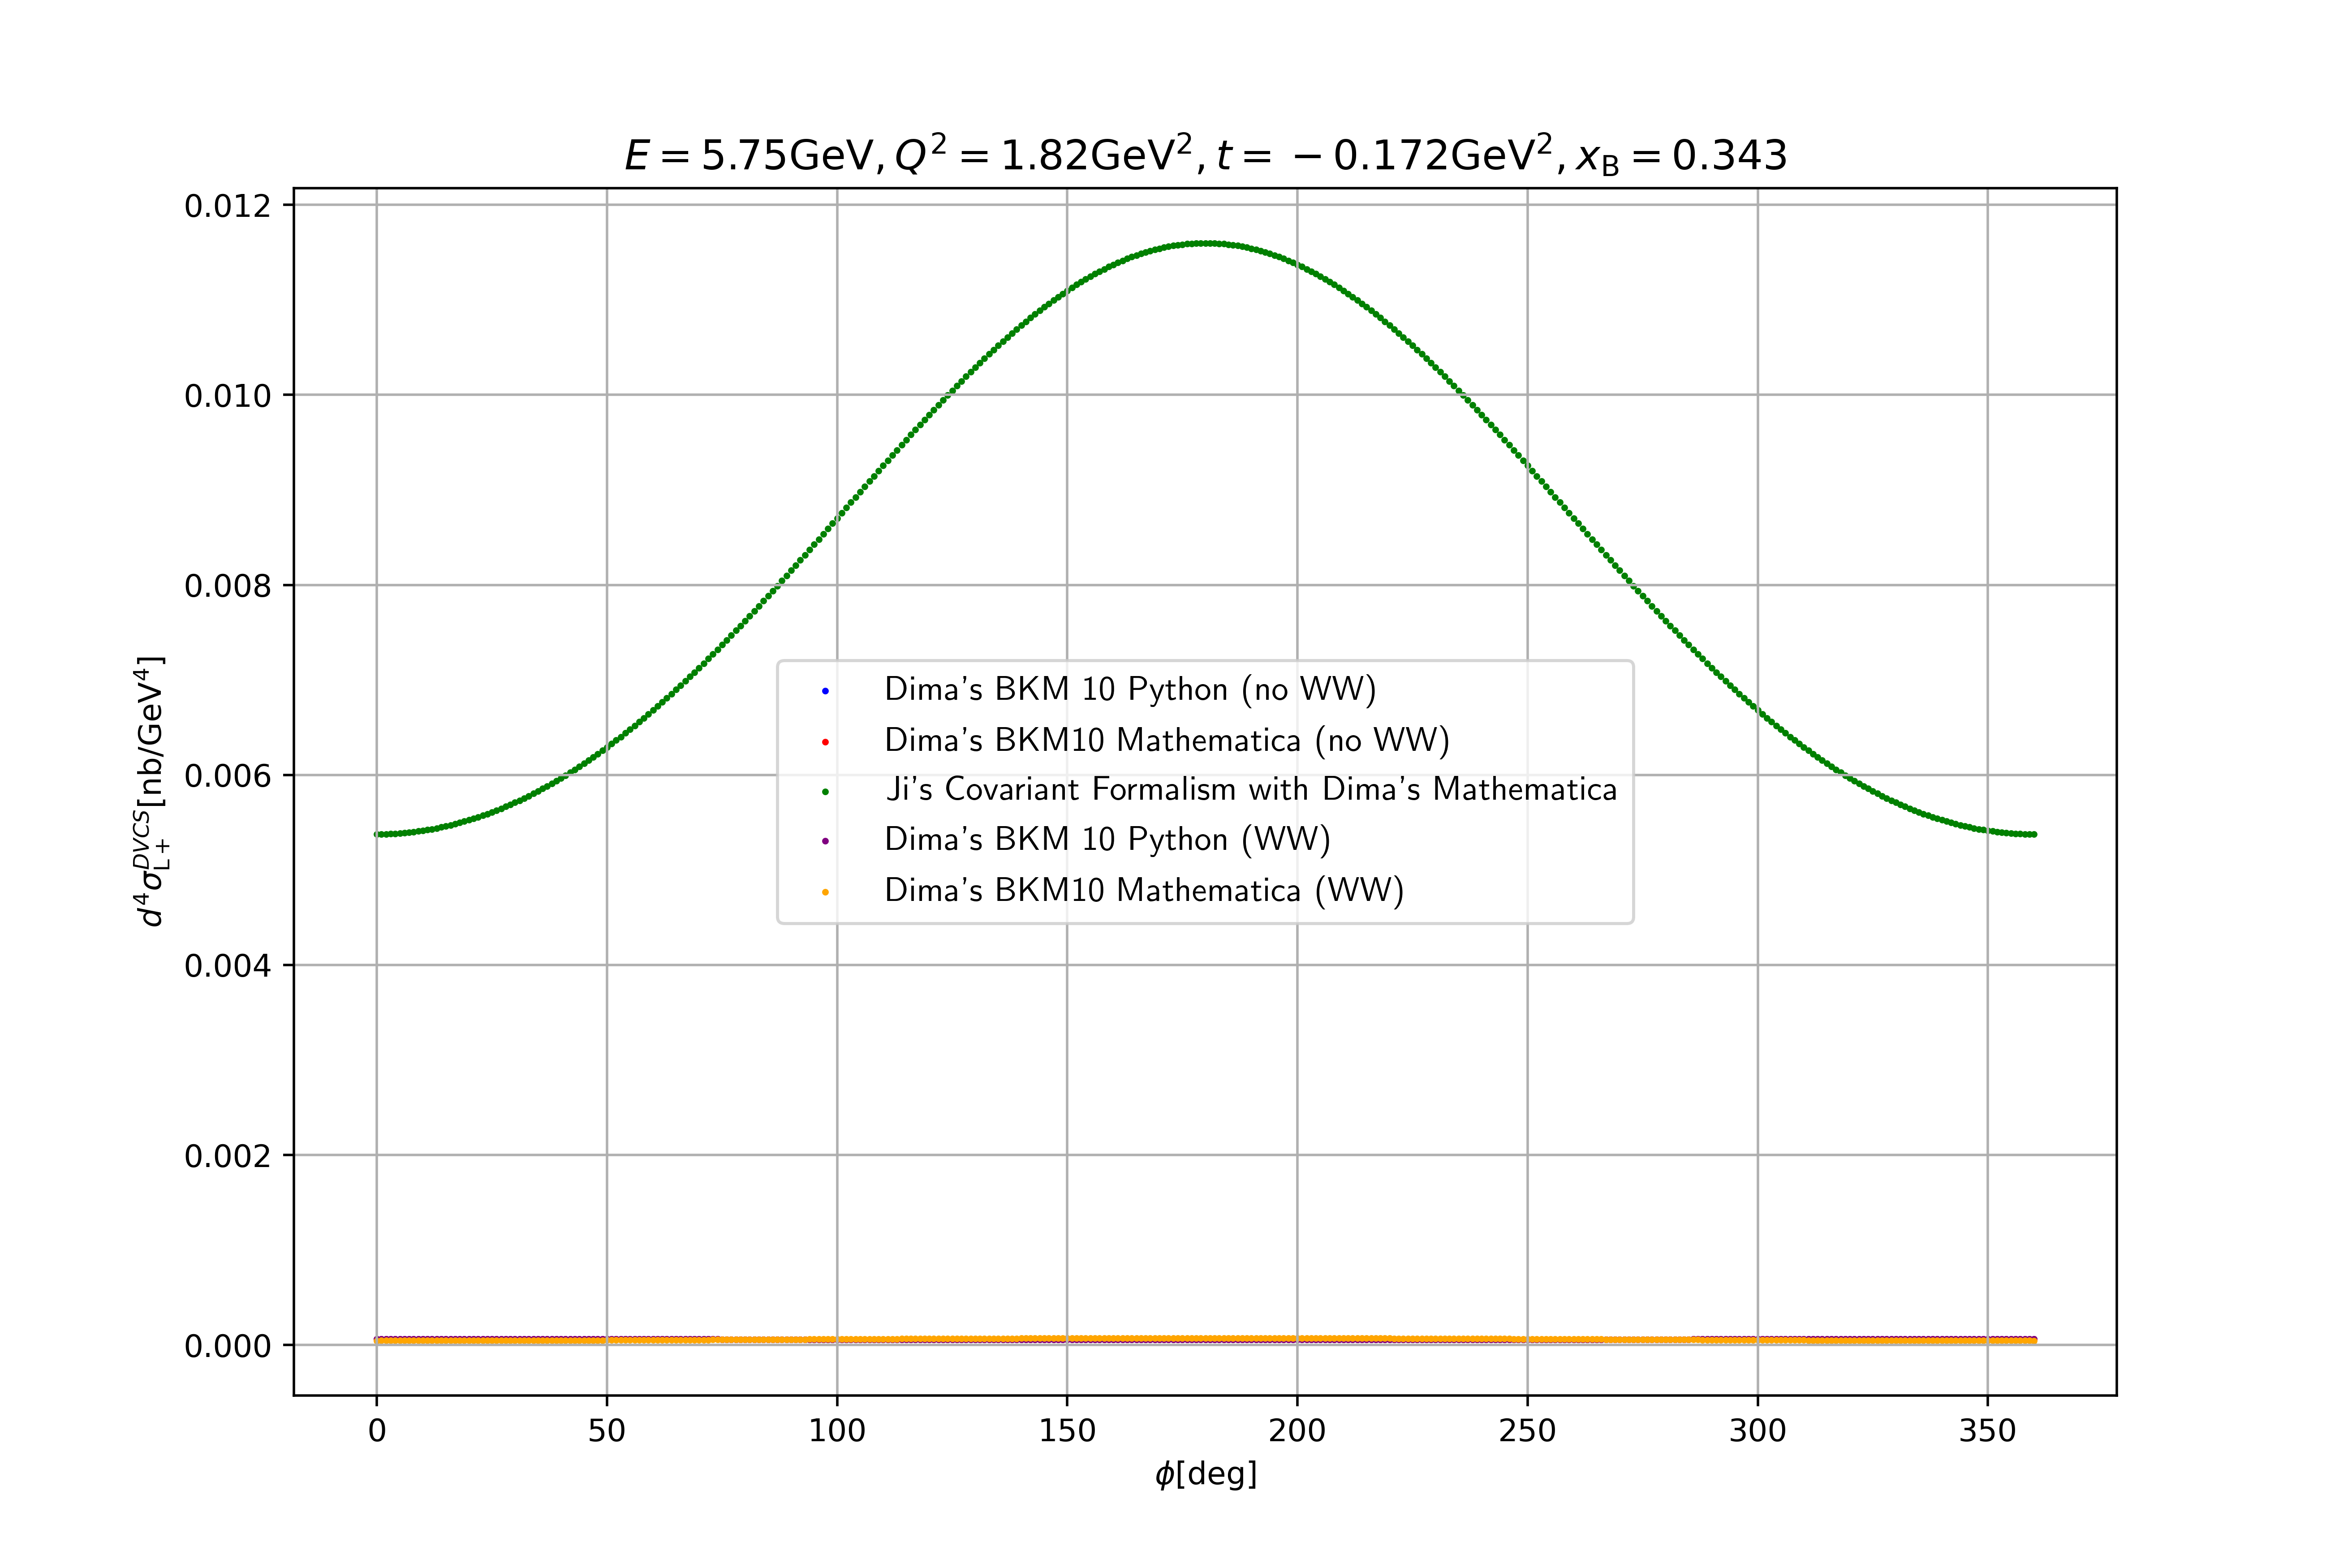 E = 5.75GeV, Q² = 1.82GeV², t = −0.172GeV², x_B = 0.343
d⁴σ_L+^DVCS[nb/GeV⁴]
0.012
0.010
0.008
0.006
0.004
0.002
0.000
Dima's BKM 10 Python (no WW)
Dima's BKM10 Mathematica (no WW)
Ji's Covariant Formalism with Dima's Mathematica
Dima's BKM 10 Python (WW)
Dima's BKM10 Mathematica (WW)
0 50 100 150 200 250 300 350
ϕ[deg]